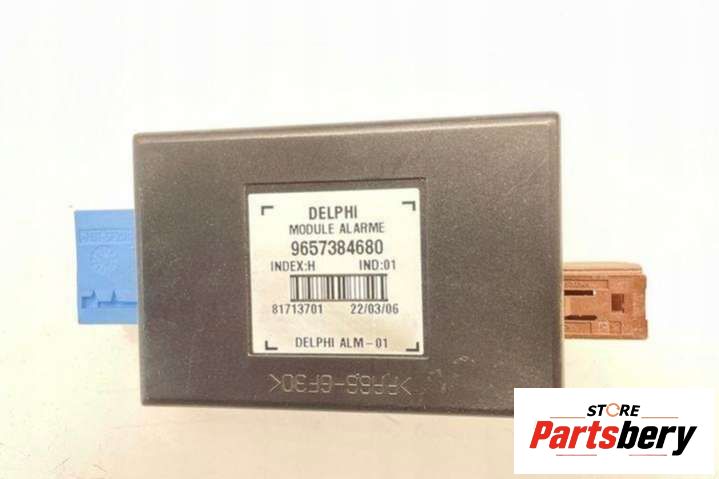 DELPHI
MODULE ALARME
9657384680
INDEX:H IND:01
81713701 22/03/06
DELPHI ALM-01
>PA66-GF30<
STORE
Partsbery